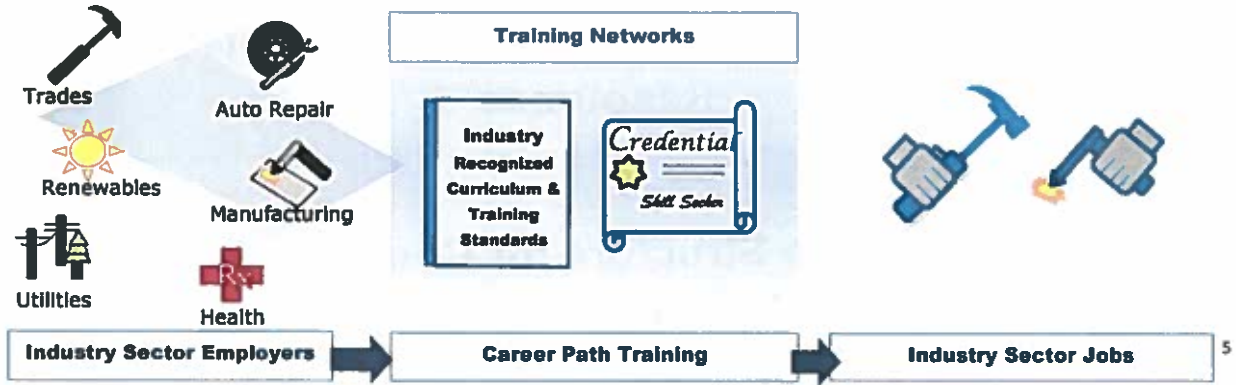 Trades
Auto Repair
Renewables
Manufacturing
Utilities
Rx
Health
Training Networks
Industry
Recognized
Curriculum &
Training
Standards
Credential
Skill Seeker
Industry Sector Employers
Career Path Training
Industry Sector Jobs
5